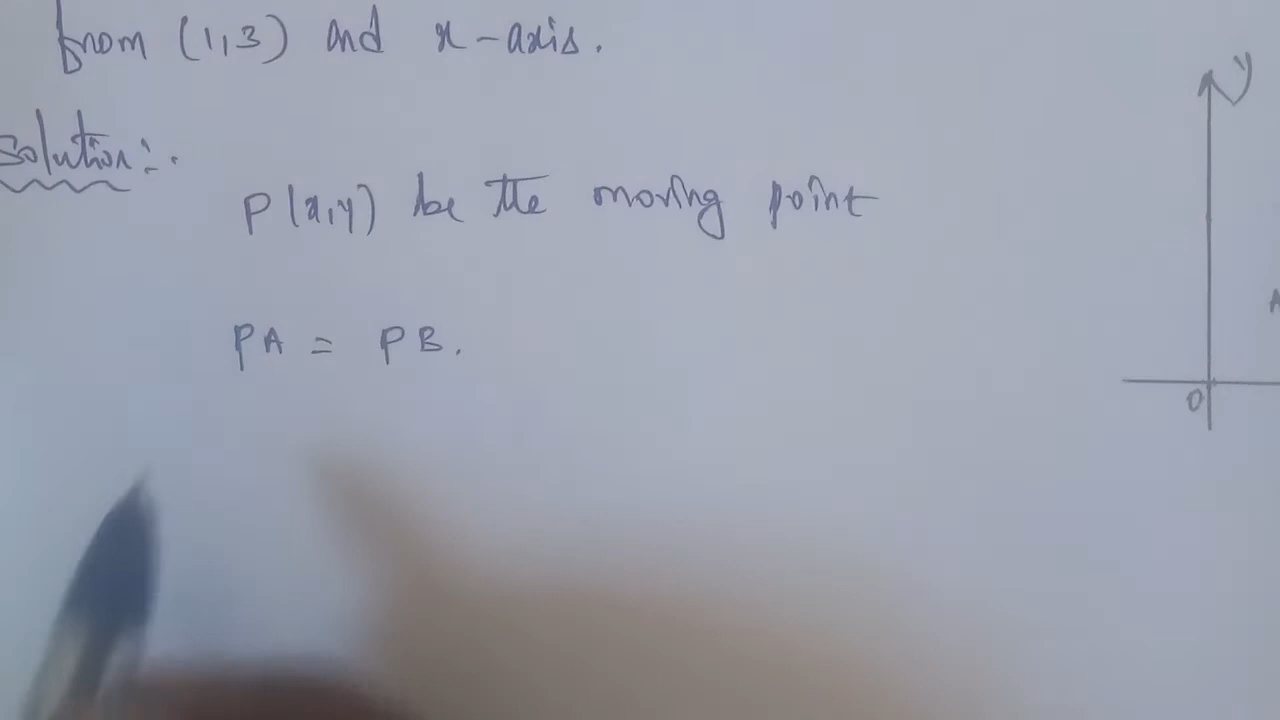 from (1,3) and x-axis.
Solution:-
P(x,y) be the moving point
PA = PB.
y
A
O